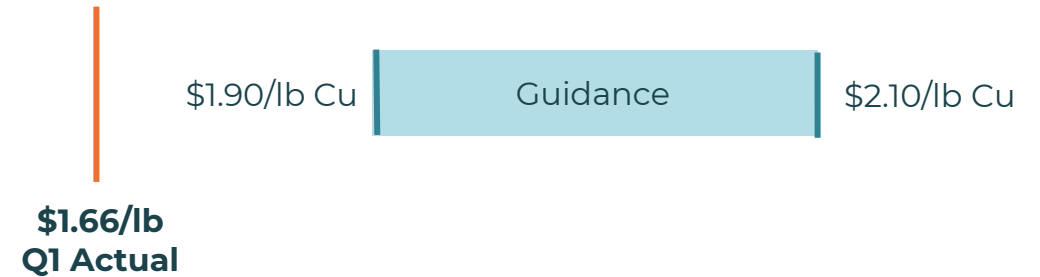 $1.90/lb Cu
Guidance
$2.10/lb Cu
$1.66/lb
Q1 Actual